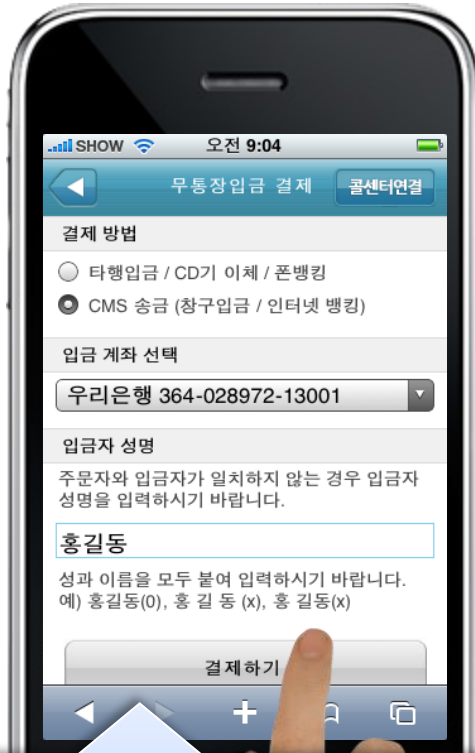 SHOW 오전 9:04
무통장입금 결제 콜센터연결
결제 방법
타행입금 / CD기 이체 / 폰뱅킹
CMS 송금 (창구입금 / 인터넷 뱅킹)
입금 계좌 선택
우리은행 364-028972-13001
입금자 성명
주문자와 입금자가 일치하지 않는 경우 입금자
성명을 입력하시기 바랍니다.
홍길동
성과 이름을 모두 붙여 입력하시기 바랍니다.
예) 홍길동(0), 홍 길 동 (x), 홍 길동(x)
결제하기